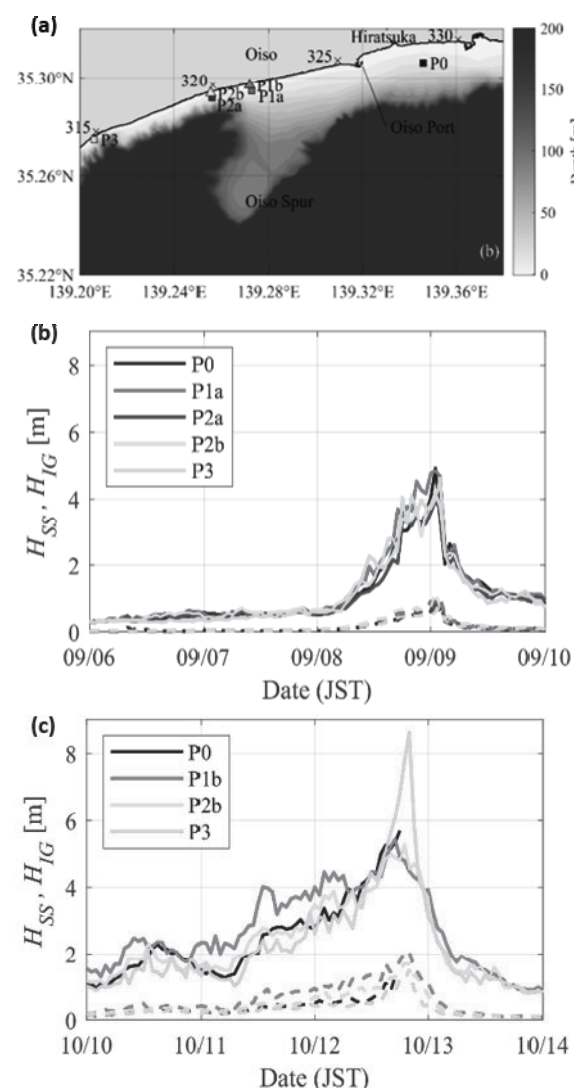 (a)
Hiratsuka 330
Oiso 325
320
P0
P1b
P2b P1a
P2a
315
P3
Oiso Port
Oiso Spur
(b)
35.30°N
35.26°N
35.22°N
139.20°E 139.24°E 139.28°E 139.32°E 139.36°E
200
150
100
50
0
(b)
H_SS, H_IG [m]
8
6
4
2
0
P0
P1a
P2a
P2b
P3
09/06 09/07 09/08 09/09 09/10
Date (JST)
(c)
H_SS, H_IG [m]
8
6
4
2
0
P0
P1b
P2b
P3
10/10 10/11 10/12 10/13 10/14
Date (JST)